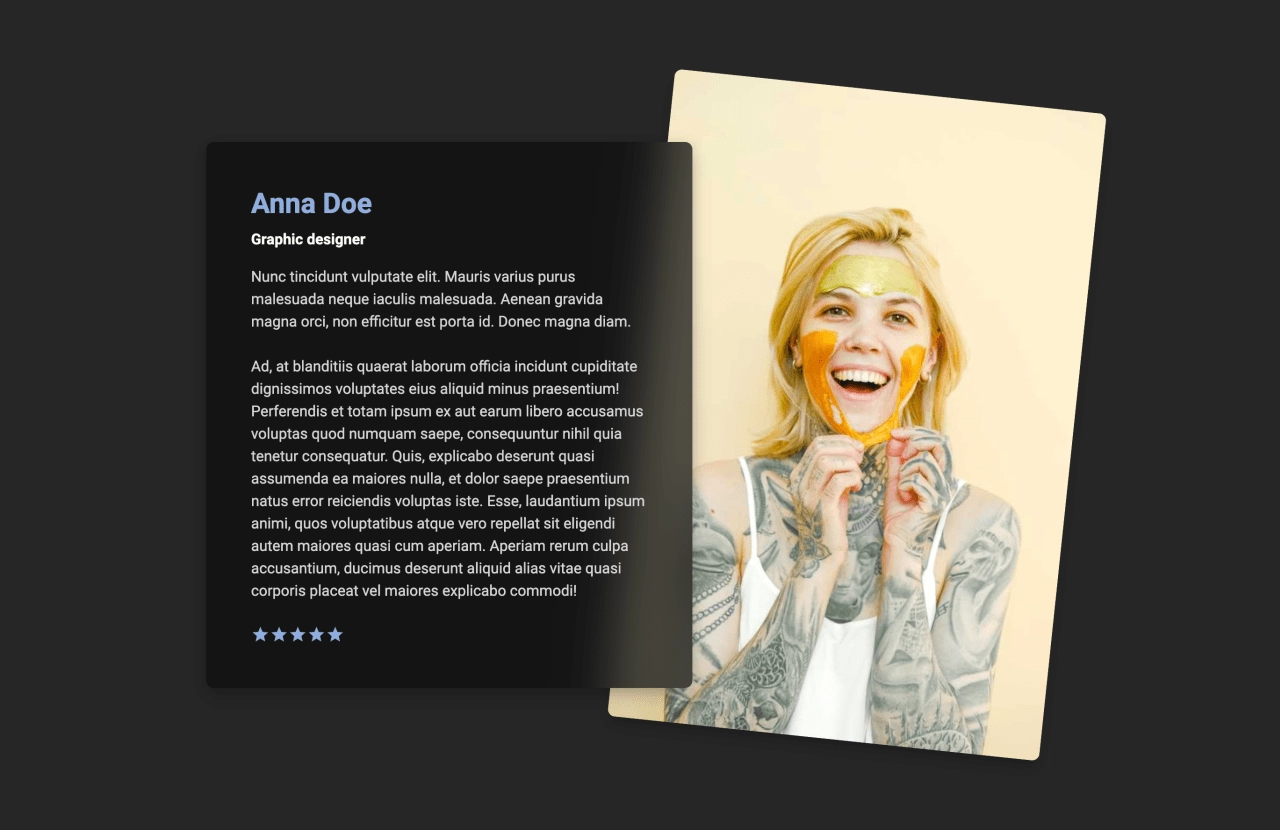 Anna Doe
Graphic designer
Nunc tincidunt vulputate elit. Mauris varius purus
malesuada neque iaculis malesuada. Aenean gravida
magna orci, non efficitur est porta id. Donec magna diam.
Ad, at blanditiis quaerat laborum officia incidunt cupiditate
dignissimos voluptates eius aliquid minus praesentium!
Perferendis et totam ipsum ex aut earum libero accusamus
voluptas quod numquam saepe, consequuntur nihil quia
tenetur consequatur. Quis, explicabo deserunt quasi
assumenda ea maiores nulla, et dolor saepe praesentium
natus error reiciendis voluptas iste. Esse, laudantium ipsum
animi, quos voluptatibus atque vero repellat sit eligendi
autem maiores quasi cum aperiam. Aperiam rerum culpa
accusantium, ducimus deserunt aliquid alias vitae quasi
corporis placeat vel maiores explicabo commodi!